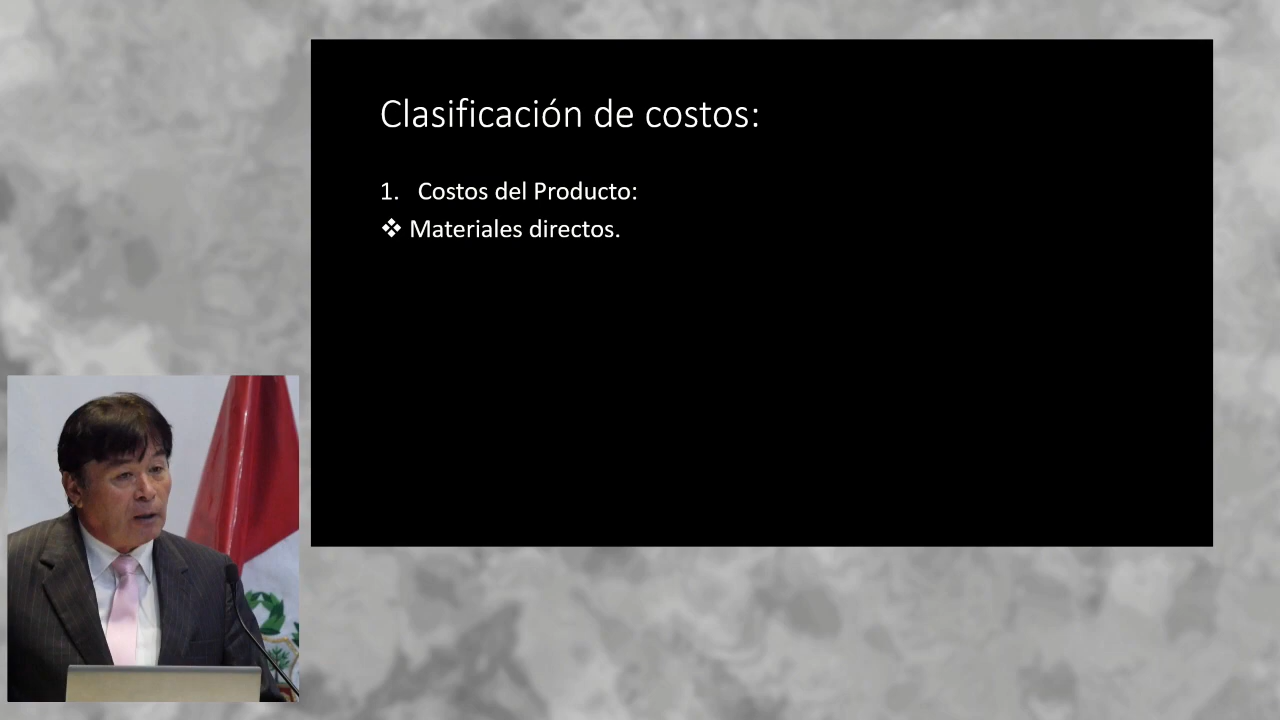 Clasificación de costos:
1. Costos del Producto:
❖ Materiales directos.